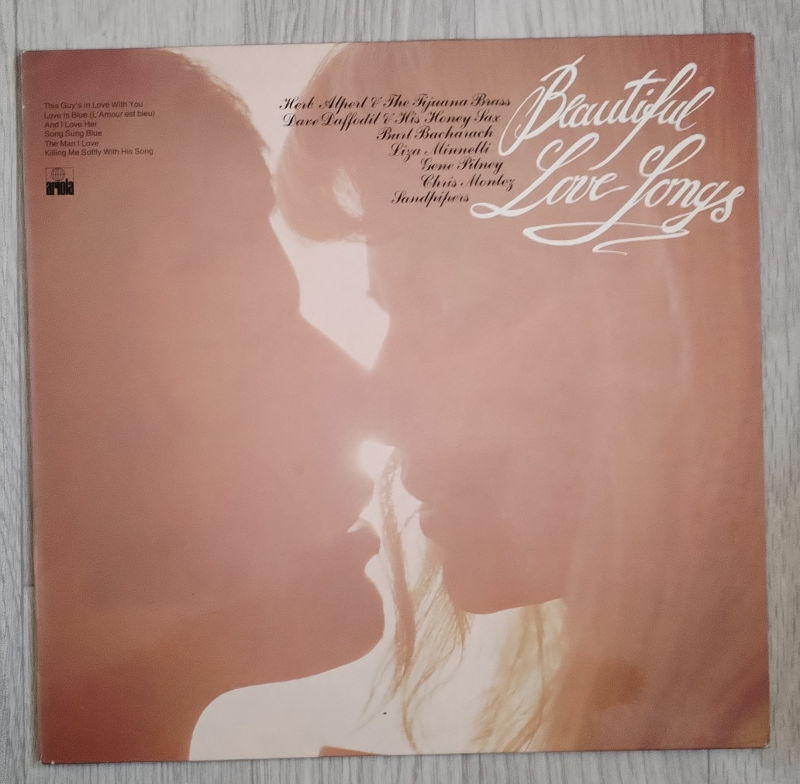 This Guy's in Love With You
Love Is Blue (L'Amour est bleu)
And I Love Her
Song Sung Blue
The Man I Love
Killing Me Softly With His Song
ariola
Herb Alpert & The Tijuana Brass
Dave Daffodil & His Honey Sax
Burt Bacharach
Liza Minnelli
Gene Pitney
Chris Montez
Sandpipers
Beautiful
Love Songs